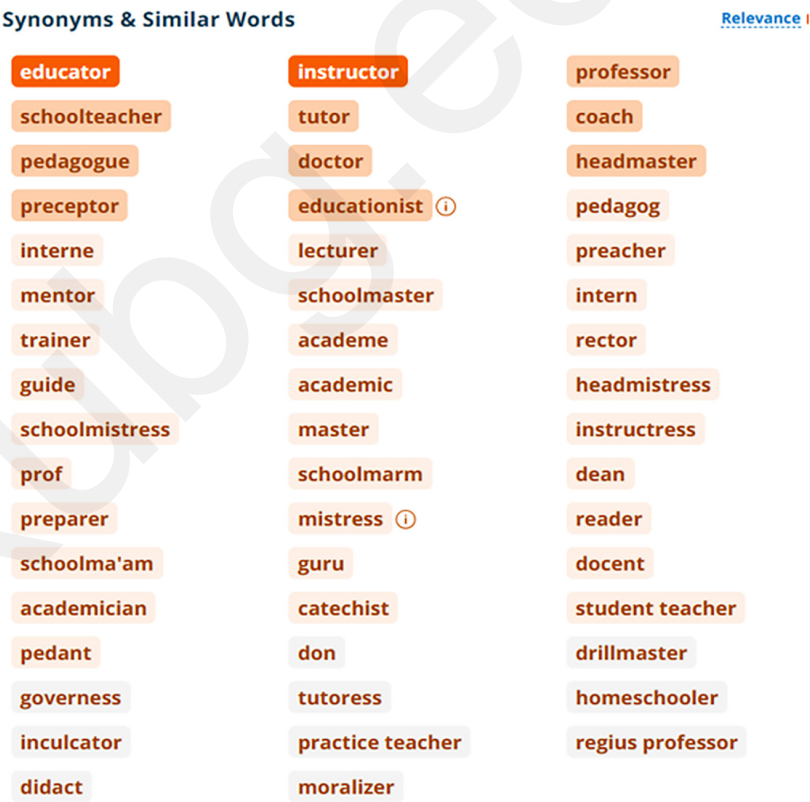 Synonyms & Similar Words Relevance
educator instructor professor
schoolteacher tutor coach
pedagogue doctor headmaster
preceptor educationist pedagog
interne lecturer preacher
mentor schoolmaster intern
trainer academe rector
guide academic headmistress
schoolmistress master instructress
prof schoolmarm dean
preparer mistress reader
schoolma'am guru docent
academician catechist student teacher
pedant don drillmaster
governess tutoress homeschooler
inculcator practice teacher regius professor
didact moralizer